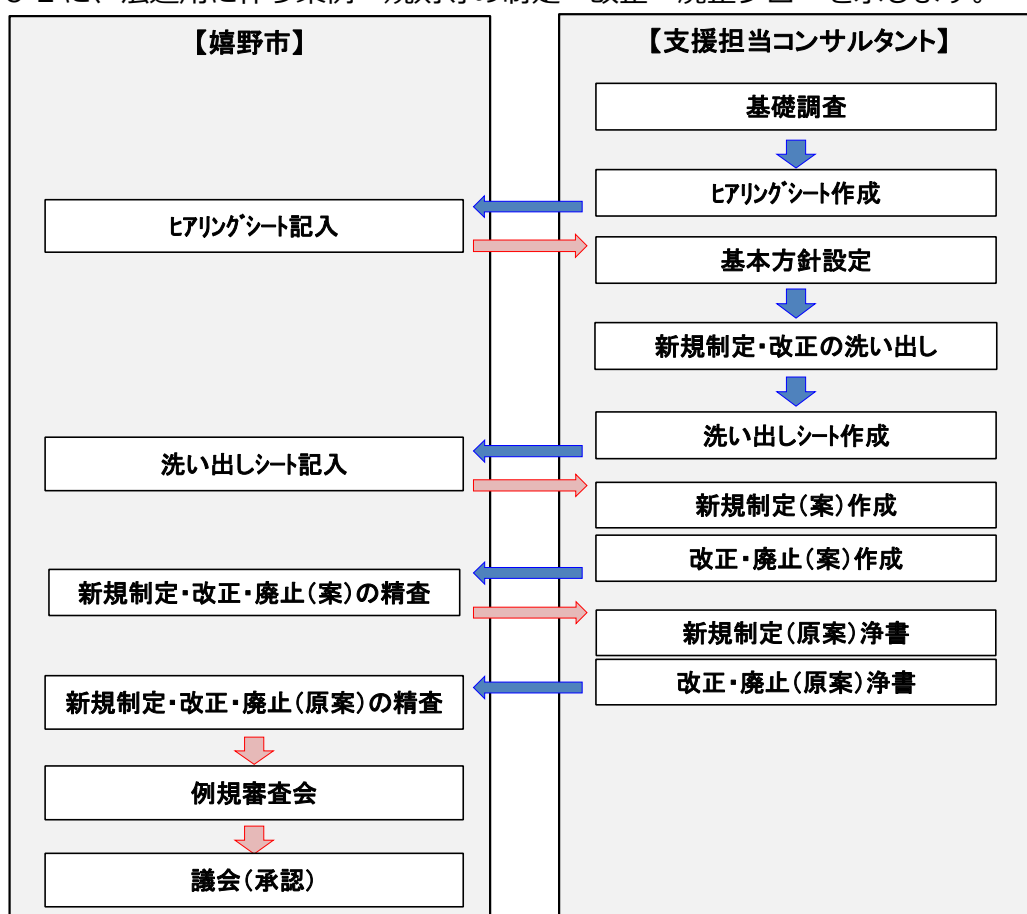 【嬉野市】
【支援担当コンサルタント】
基礎調査
ﾋｱﾘﾝｸﾞｼｰﾄ作成
ﾋｱﾘﾝｸﾞｼｰﾄ記入
基本方針設定
新規制定・改正の洗い出し
洗い出しシート作成
洗い出しｼｰﾄ記入
新規制定(案)作成
改正・廃止(案)作成
新規制定・改正・廃止(案)の精査
新規制定(原案)浄書
改正・廃止(原案)浄書
新規制定・改正・廃止(原案)の精査
例規審査会
議会(承認)